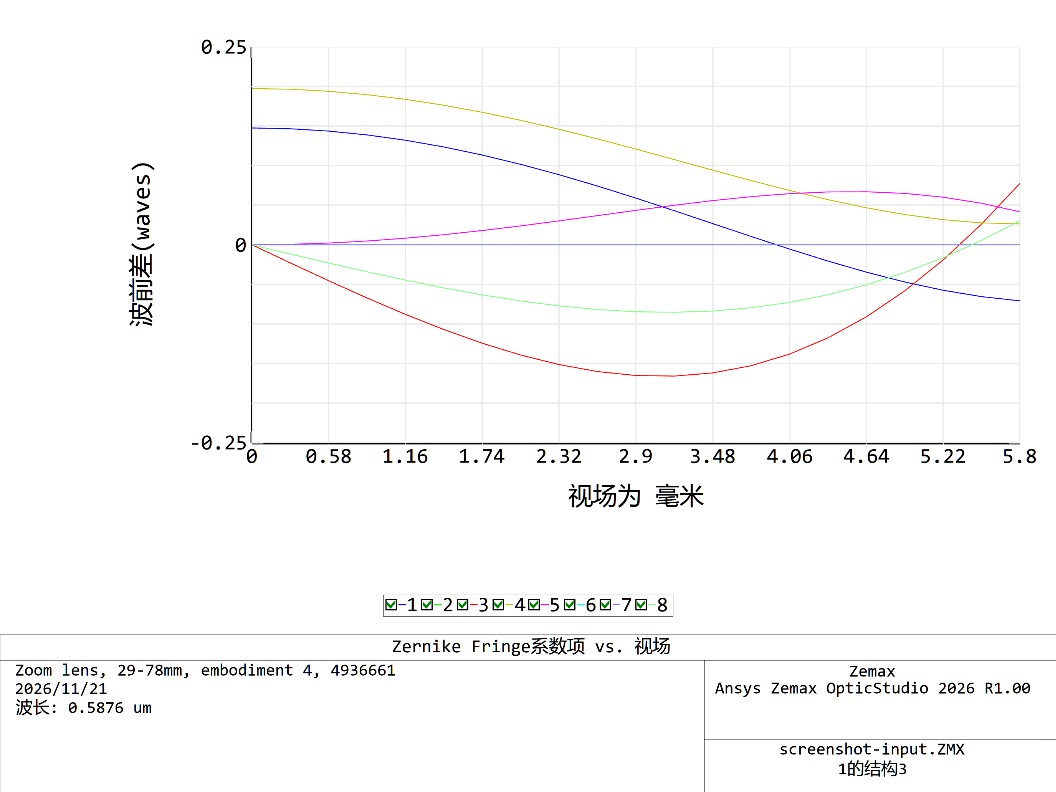 0.25
0
-0.25
波前差(waves)
0 0.58 1.16 1.74 2.32 2.9 3.48 4.06 4.64 5.22 5.8
视场为 毫米
1 2 3 4 5 6 7 8
Zernike Fringe系数项 vs. 视场
Zoom lens, 29-78mm, embodiment 4, 4936661
2026/11/21
波长: 0.5876 um
Zemax
Ansys Zemax OpticStudio 2026 R1.00
screenshot-input.ZMX
1的结构3